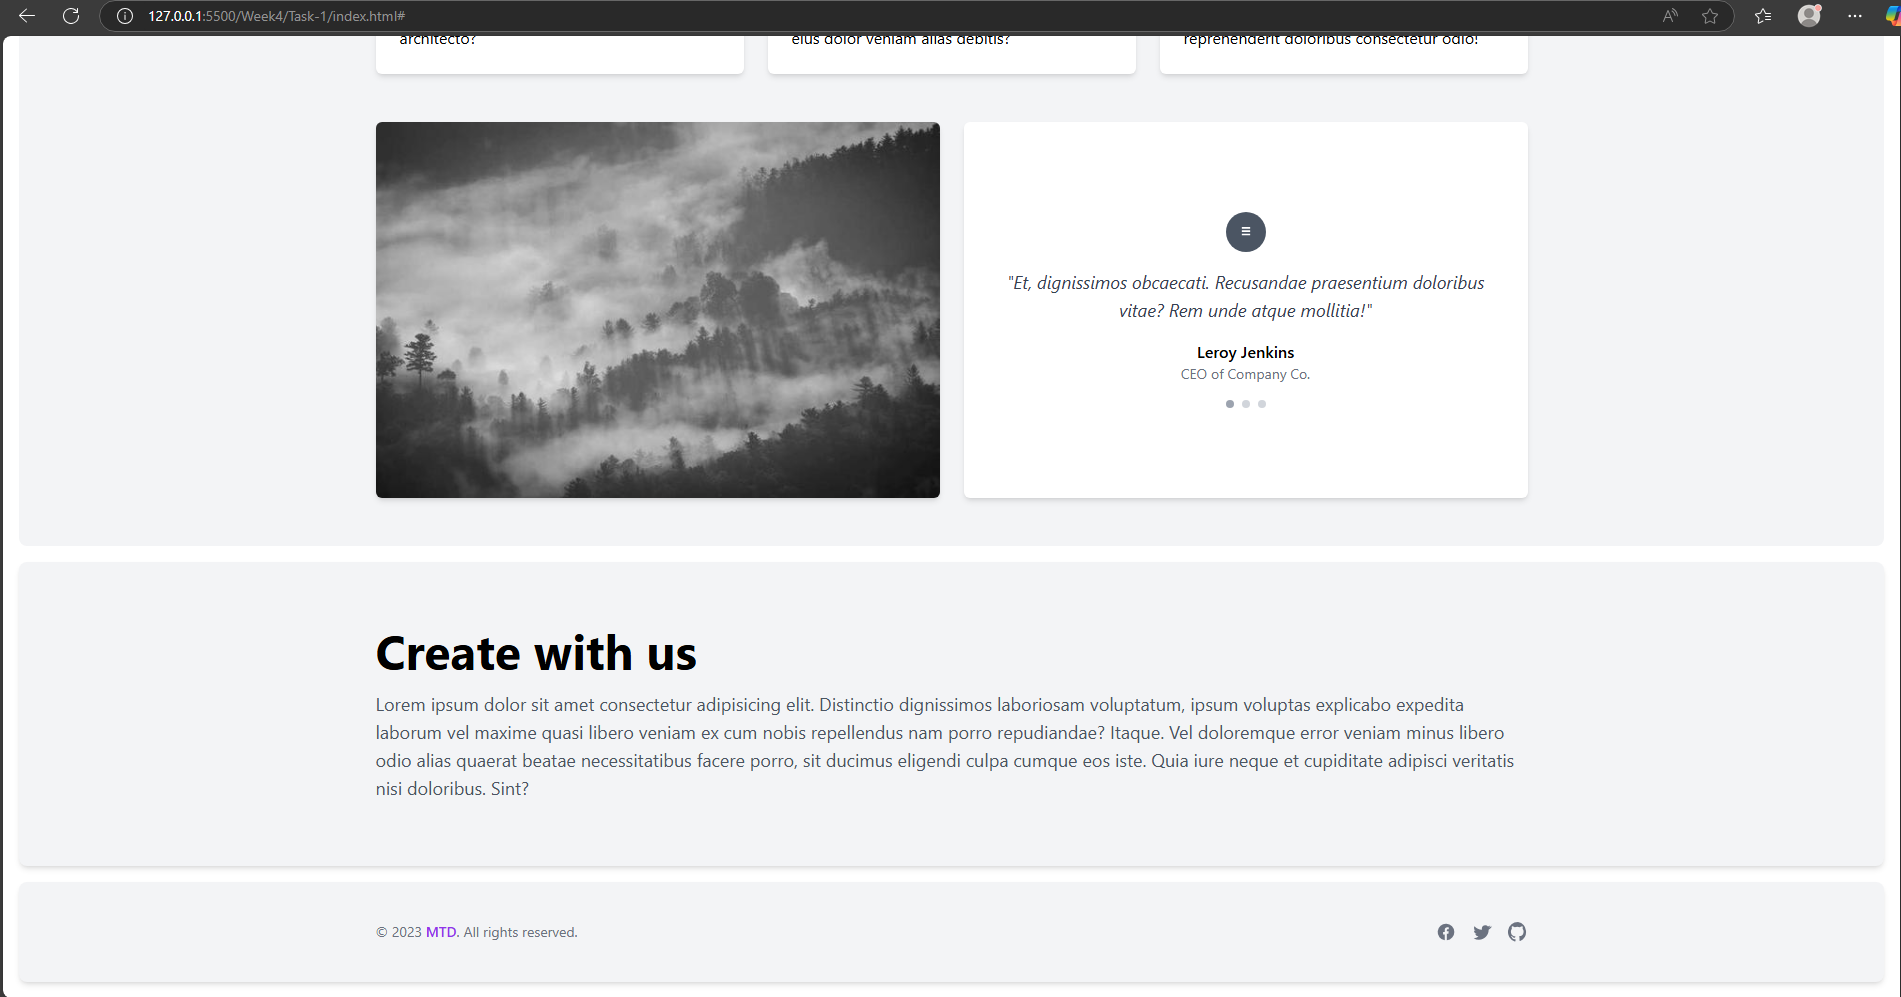 127.0.0.1:5500/Week4/Task-1/index.html#
architecto?
eius dolor veniam alias debitis?
reprehenderit doloribus consectetur odio!
"Et, dignissimos obcaecati. Recusandae praesentium doloribus
vitae? Rem unde atque mollitia!"
Leroy Jenkins
CEO of Company Co.
Create with us
Lorem ipsum dolor sit amet consectetur adipisicing elit. Distinctio dignissimos laboriosam voluptatum, ipsum voluptas explicabo expedita
laborum vel maxime quasi libero veniam ex cum nobis repellendus nam porro repudiandae? Itaque. Vel doloremque error veniam minus libero
odio alias quaerat beatae necessitatibus facere porro, sit ducimus eligendi culpa cumque eos iste. Quia iure neque et cupiditate adipisci veritatis
nisi doloribus. Sint?
© 2023 MTD. All rights reserved.